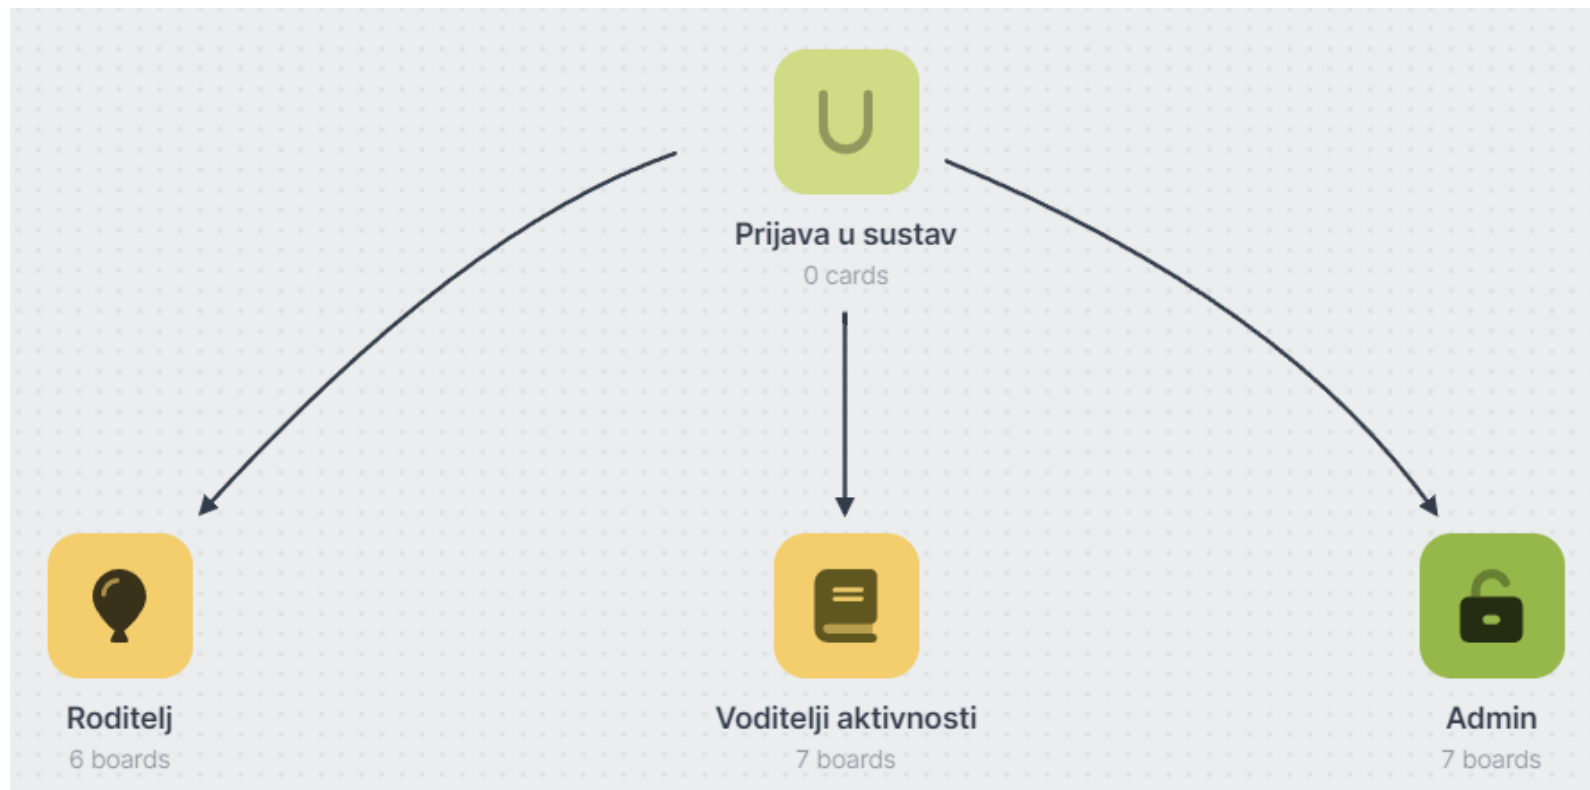 U
Prijava u sustav
0 cards
Roditelj
6 boards
Voditelji aktivnosti
7 boards
Admin
7 boards